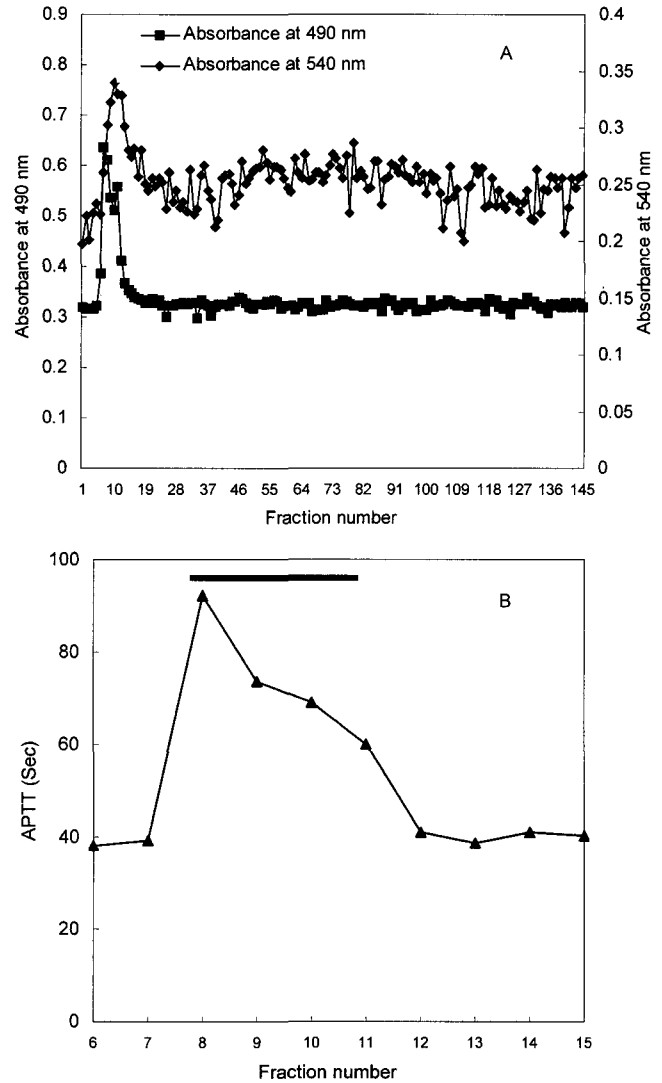 Absorbance at 490 nm
Absorbance at 540 nm
A
0.9
0.8
0.7
0.6
0.5
0.4
0.3
0.2
0.1
0
Absorbance at 490 nm
0.4
0.35
0.3
0.25
0.2
0.15
0.1
0.05
0
Absorbance at 540 nm
1 10 19 28 37 46 55 64 73 82 91 100 109 118 127 136 145
Fraction number
B
100
80
60
40
20
0
APTT (Sec)
6 7 8 9 10 11 12 13 14 15
Fraction number